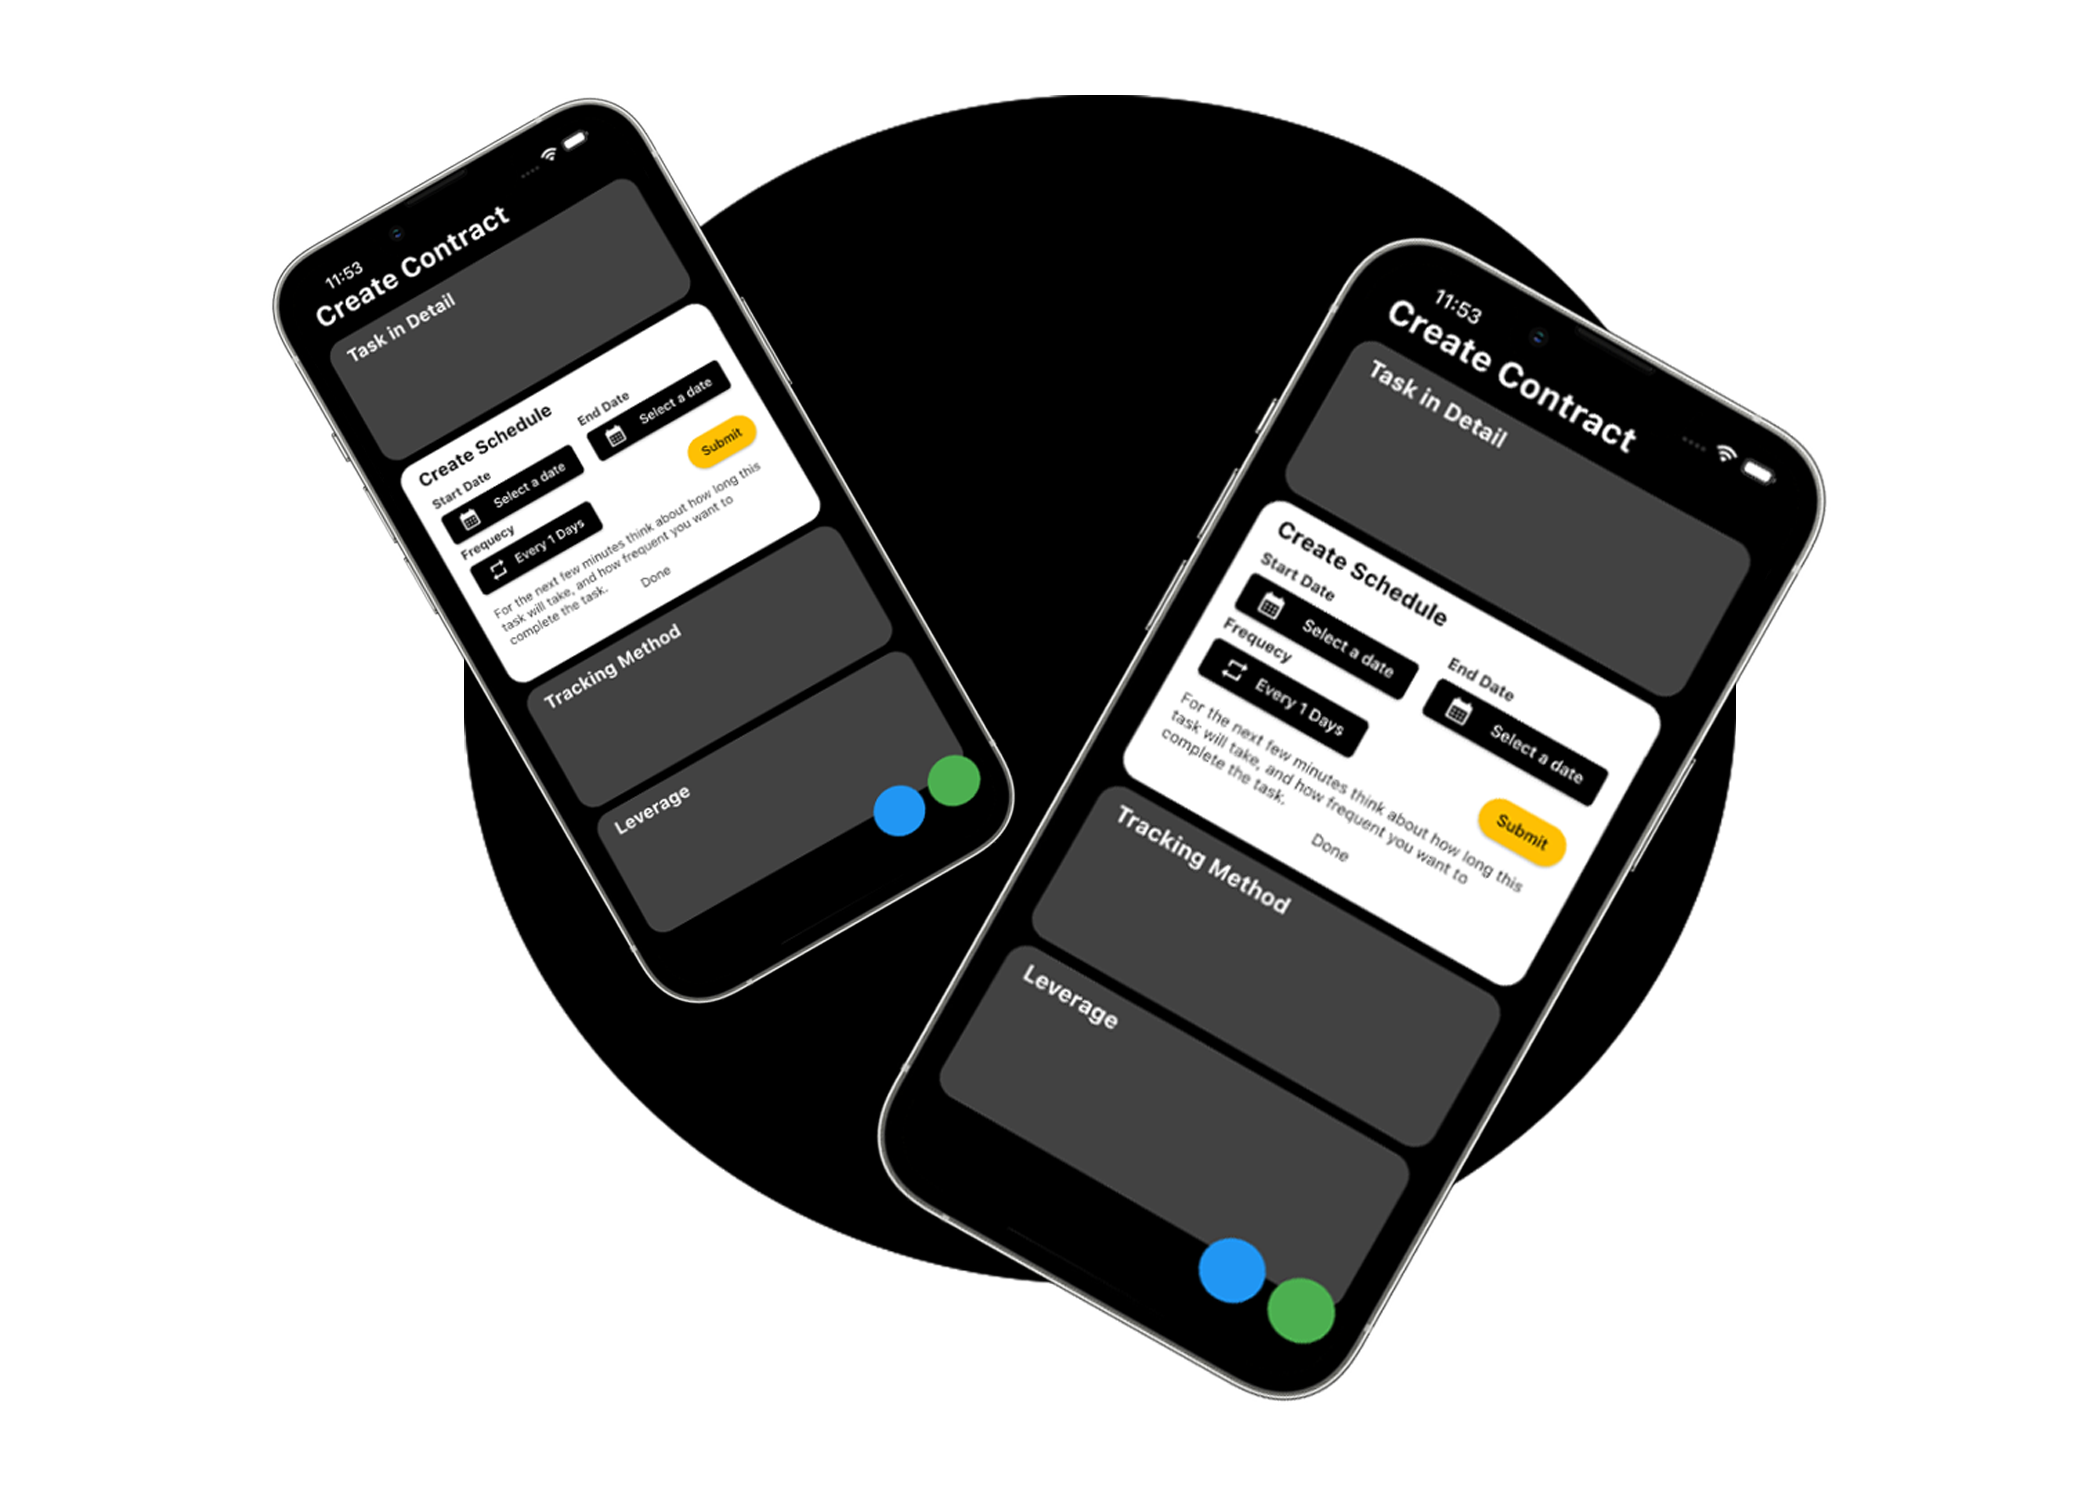 11:53
Create Contract
Task in Detail
Create Schedule
Start Date
End Date
Select a date
Select a date
Frequecy
Every 1 Days
Submit
For the next few minutes think about how long this
task will take, and how frequent you want to
complete the task.
Done
Tracking Method
Leverage
11:53
Create Contract
Task in Detail
Create Schedule
Start Date
End Date
Select a date
Select a date
Frequecy
Every 1 Days
Submit
For the next few minutes think about how long this
task will take, and how frequent you want to
complete the task.
Done
Tracking Method
Leverage